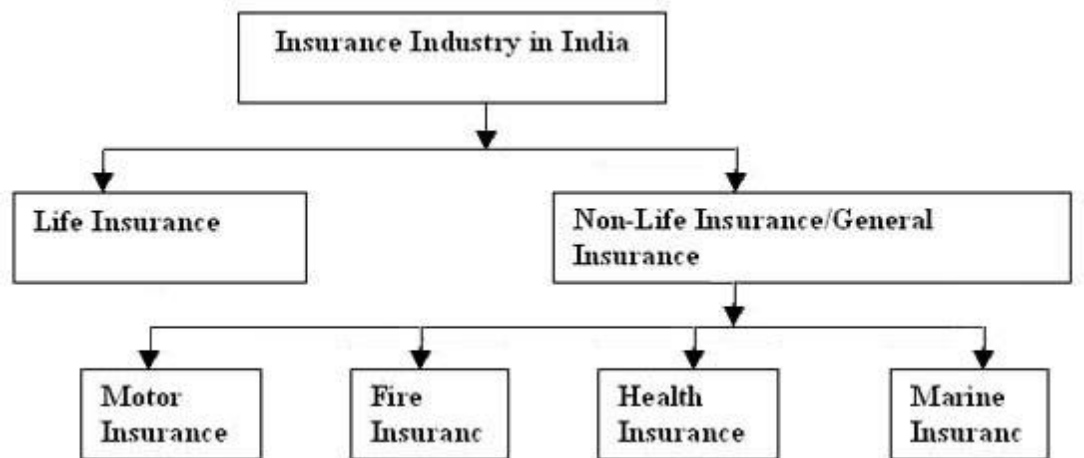 Insurance Industry in India
Life Insurance
Non-Life Insurance/General
Insurance
Motor
Insurance
Fire
Insuranc
Health
Insurance
Marine
Insuranc